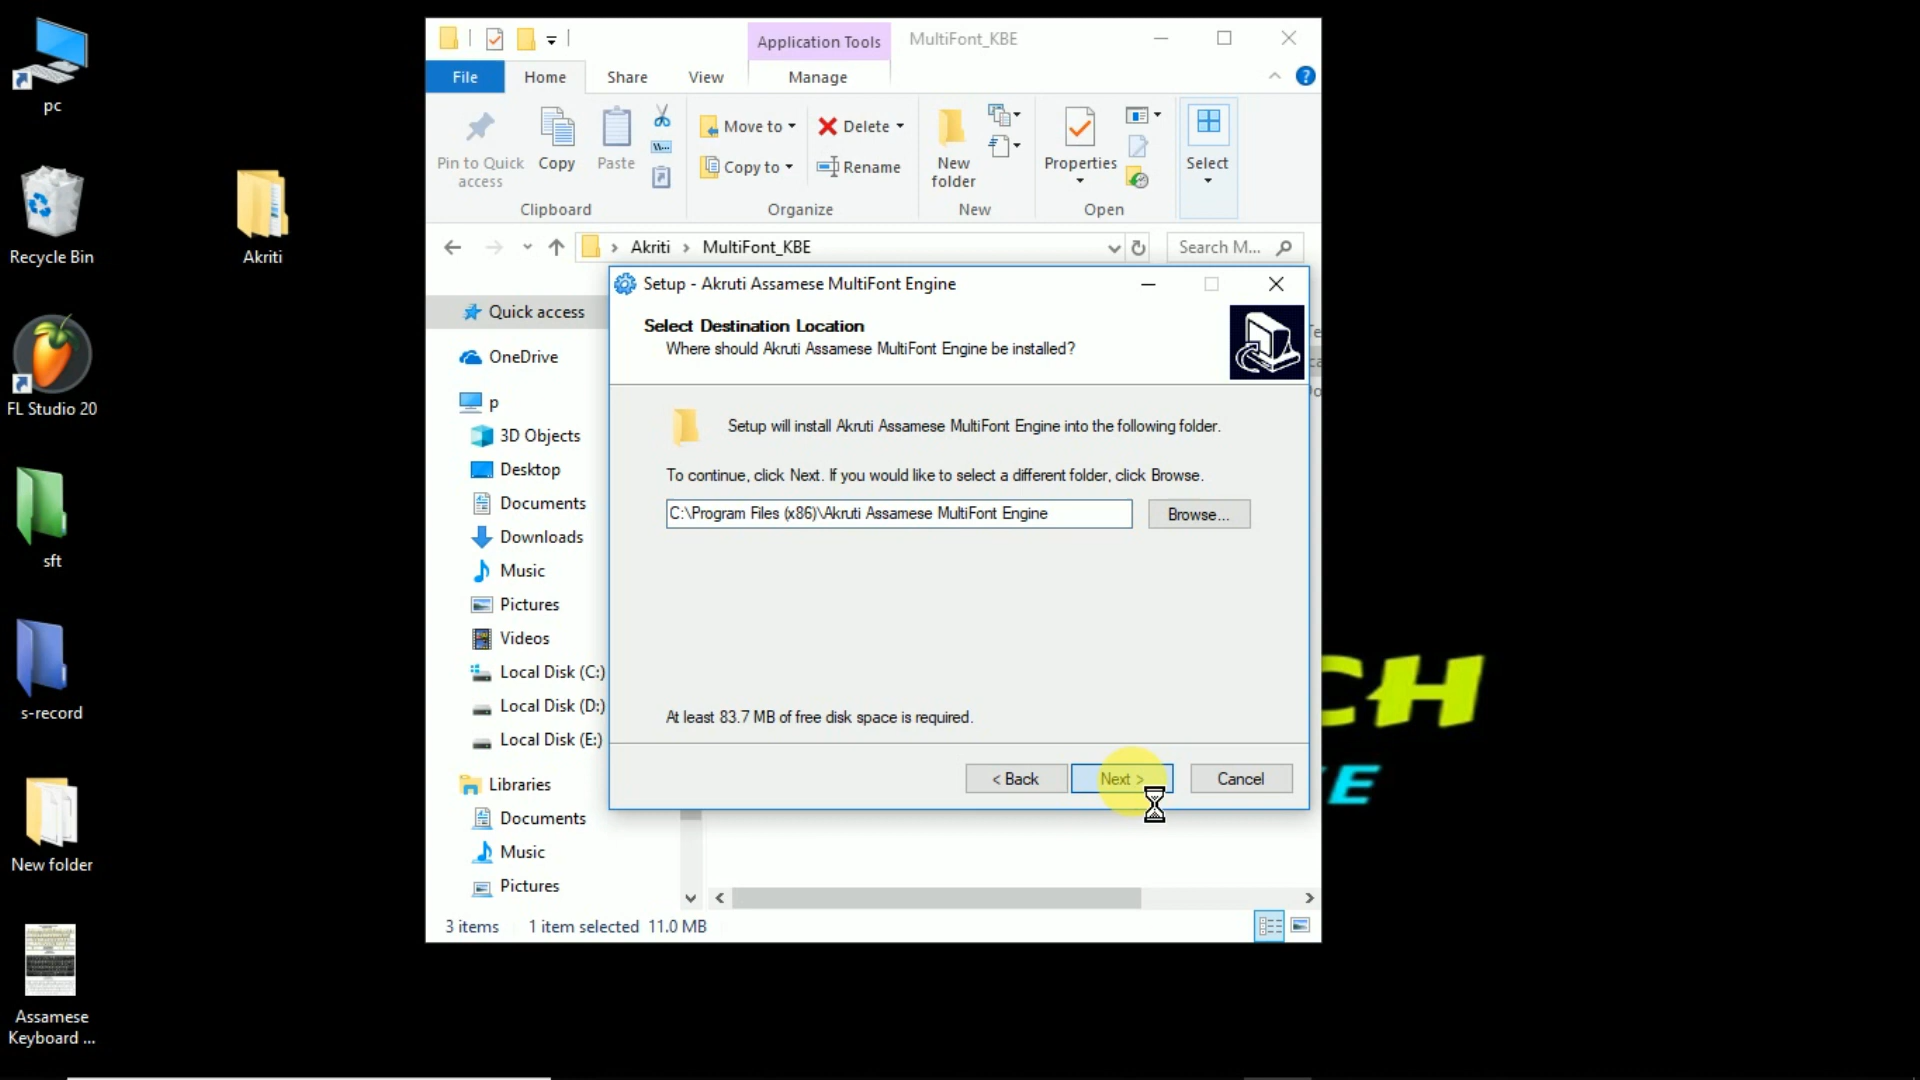 pc
Recycle Bin
Akriti
FL Studio 20
sft
s-record
New folder
Assamese
Keyboard ...
Application Tools
MultiFont_KBE
File
Home
Share
View
Manage
Pin to Quick
access
Copy
Paste
Move to
Copy to
Delete
Rename
New
folder
Properties
Select
Clipboard
Organize
New
Open
Akriti > MultiFont_KBE
Search M...
Quick access
OneDrive
p
3D Objects
Desktop
Documents
Downloads
Music
Pictures
Videos
Local Disk (C:)
Local Disk (D:)
Local Disk (E:)
Libraries
Documents
Music
Pictures
3 items 1 item selected 11.0 MB
Setup - Akruti Assamese MultiFont Engine
Select Destination Location
Where should Akruti Assamese MultiFont Engine be installed?
Setup will install Akruti Assamese MultiFont Engine into the following folder.
To continue, click Next. If you would like to select a different folder, click Browse.
C:\Program Files (x86)\Akruti Assamese MultiFont Engine
Browse...
At least 83.7 MB of free disk space is required.
< Back
Next >
Cancel
CH
E